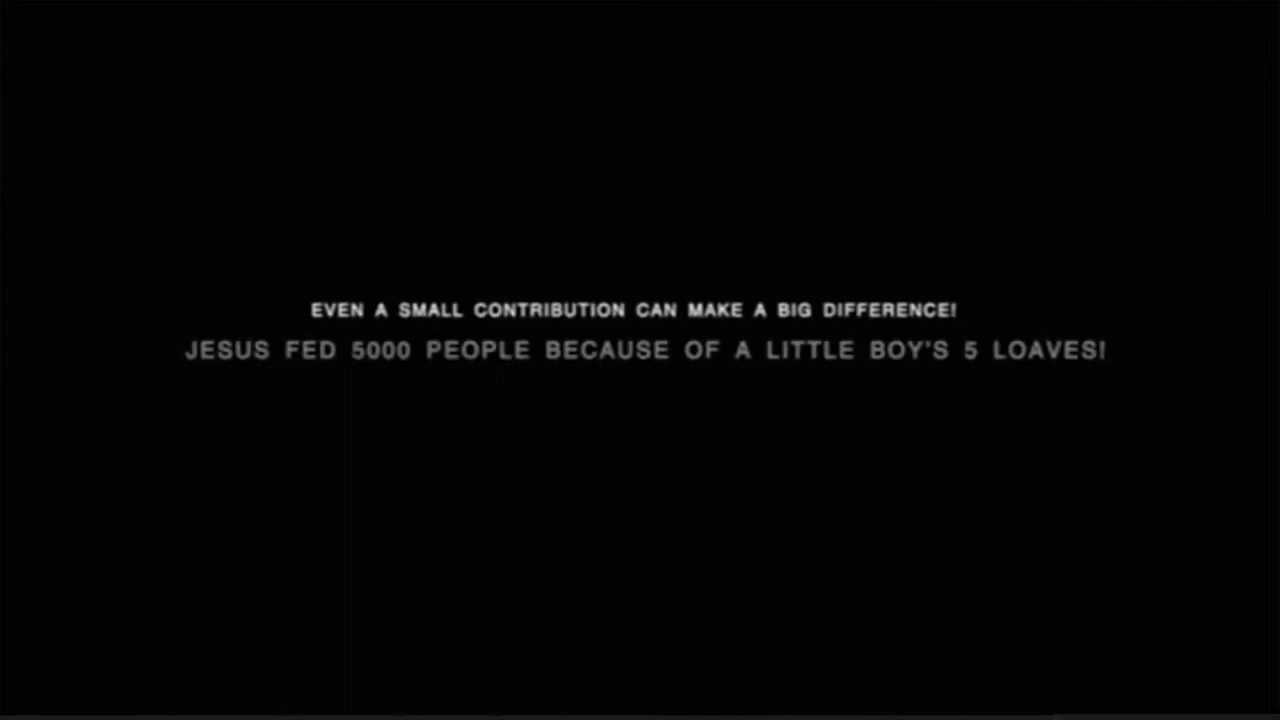 EVEN A SMALL CONTRIBUTION CAN MAKE A BIG DIFFERENCE!
JESUS FED 5000 PEOPLE BECAUSE OF A LITTLE BOY'S 5 LOAVES!